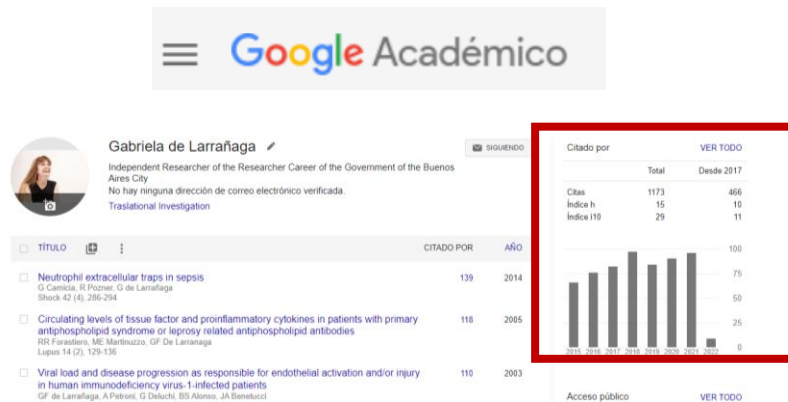 Google Académico
Gabriela de Larrañaga
SIGUIENDO
Independent Researcher of the Researcher Career of the Government of the Buenos
Aires City
No hay ninguna dirección de correo electrónico verificada.
Traslational Investigation
TÍTULO CITADO POR AÑO
Neutrophil extracellular traps in sepsis 139 2014
G Camicia, R Pozner, G de Larrañaga
Shock 42 (4), 286-294
Circulating levels of tissue factor and proinflammatory cytokines in patients with primary 118 2005
antiphospholipid syndrome or leprosy related antiphospholipid antibodies
RR Forastiero, ME Martinuzzo, GF De Larranaga
Lupus 14 (2), 129-136
Viral load and disease progression as responsible for endothelial activation and/or injury 110 2003
in human immunodeficiency virus-1-infected patients
GF de Larrañaga, A Petroni, G Deluchi, BS Alonso, JA Benetucci
Citado por VER TODO
Total Desde 2017
Citas 1173 466
Índice h 15 10
Índice i10 29 11
100
75
50
25
0
2015 2016 2017 2018 2019 2020 2021 2022
Acceso público VER TODO